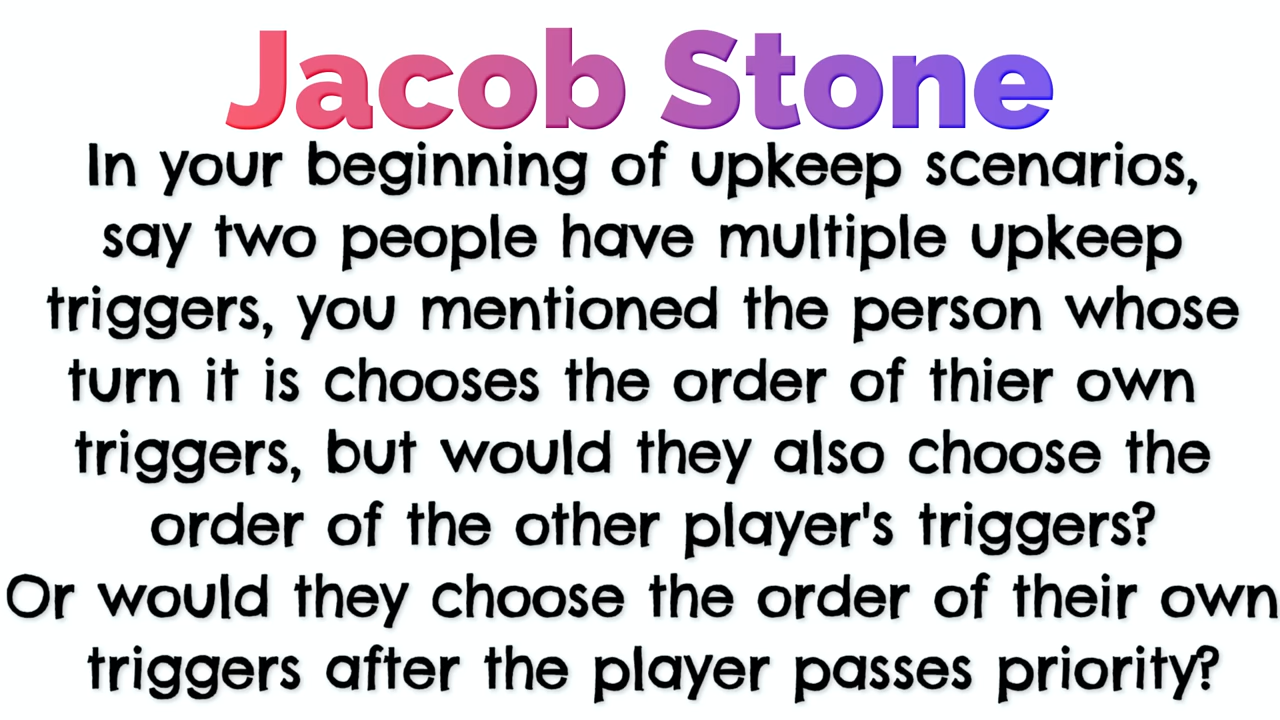 Jacob Stone
In your beginning of upkeep scenarios,
say two people have multiple upkeep
triggers, you mentioned the person whose
turn it is chooses the order of thier own
triggers, but would they also choose the
order of the other player's triggers?
Or would they choose the order of their own
triggers after the player passes priority?